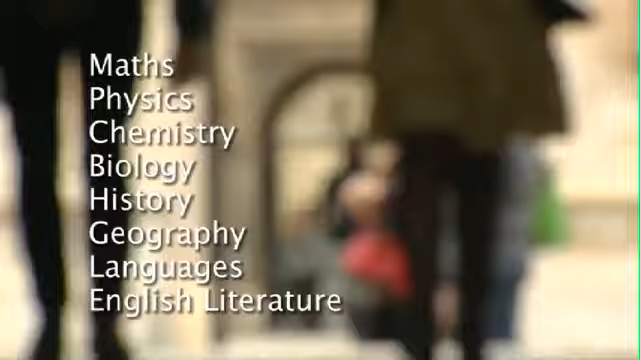 Maths
Physics
Chemistry
Biology
History
Geography
Languages
English Literature